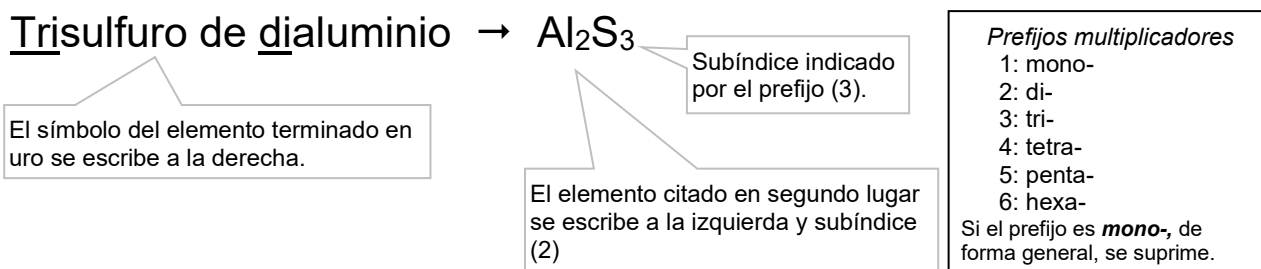 Trisulfuro de dialuminio → Al₂S₃
El símbolo del elemento terminado en
uro se escribe a la derecha.
Subíndice indicado
por el prefijo (3).
El elemento citado en segundo lugar
se escribe a la izquierda y subíndice
(2)
Prefijos multiplicadores
1: mono-
2: di-
3: tri-
4: tetra-
5: penta-
6: hexa-
Si el prefijo es mono-, de
forma general, se suprime.